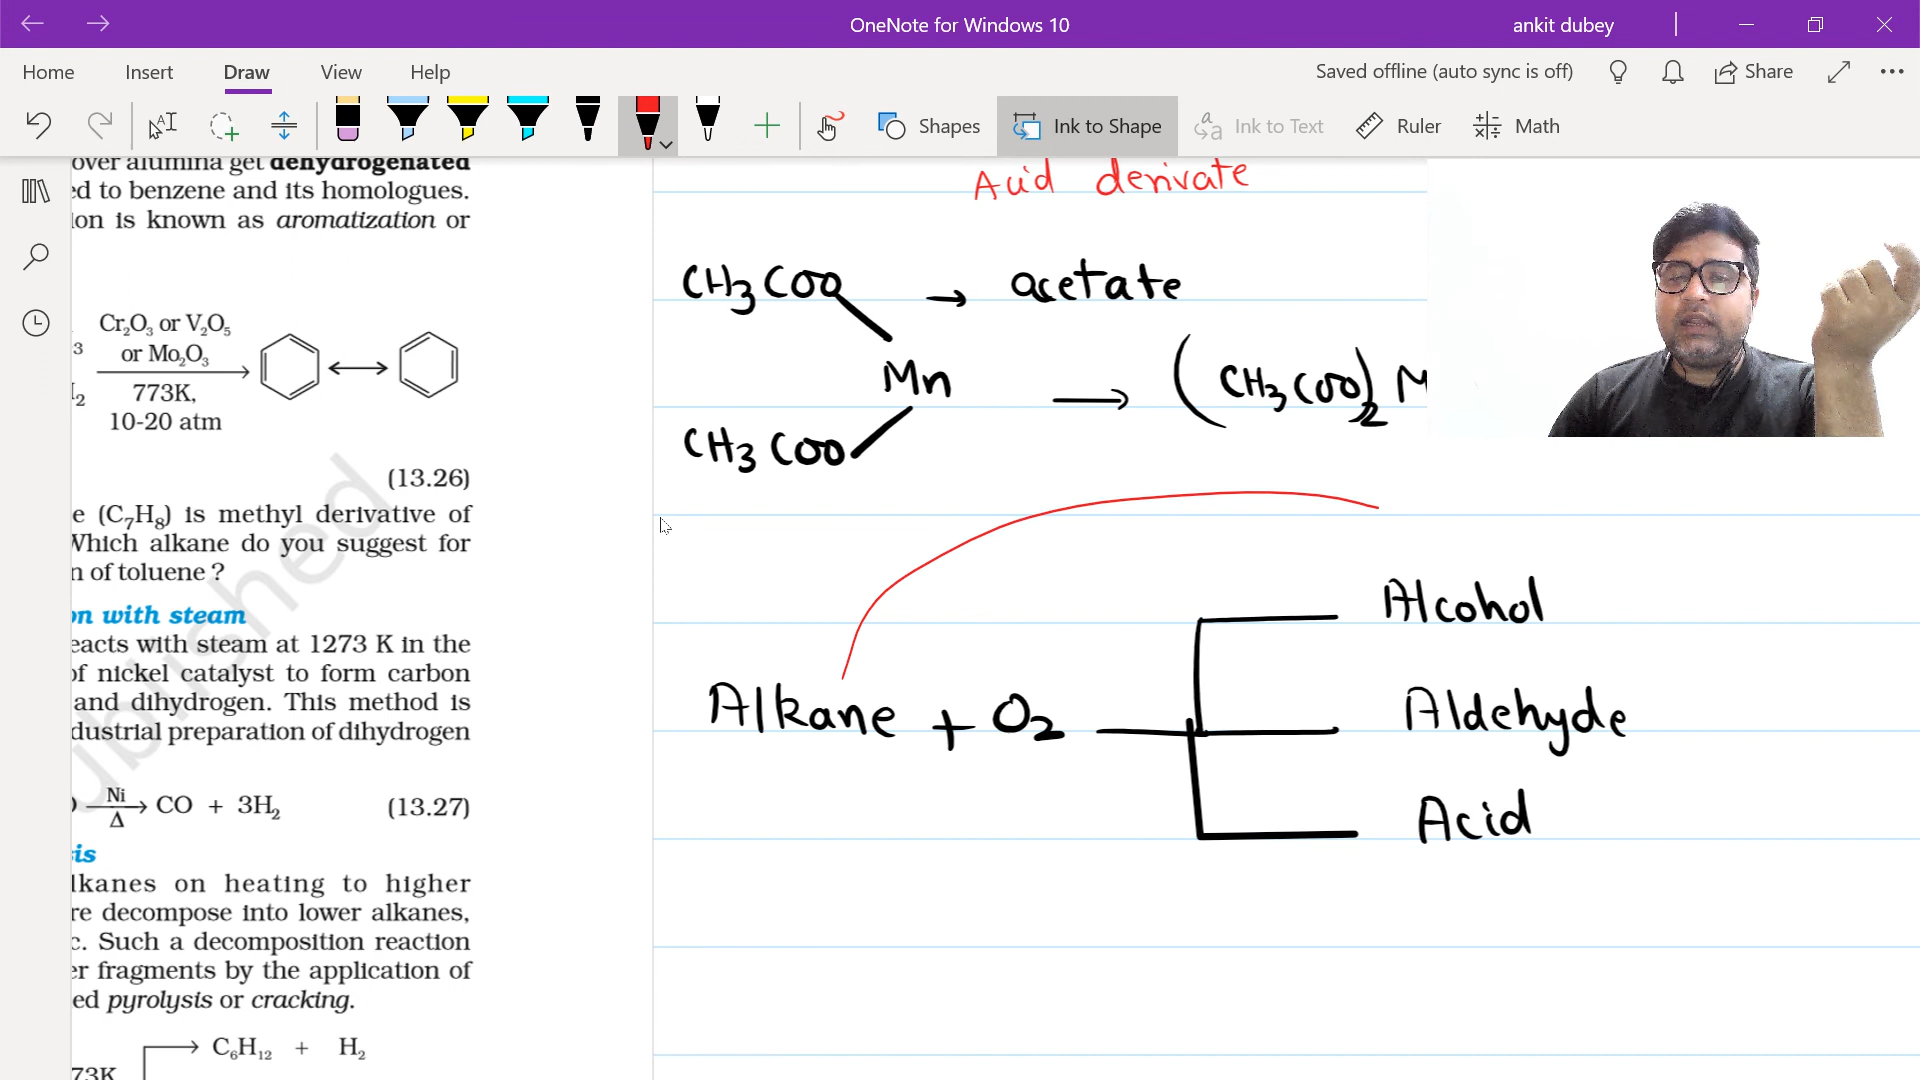 OneNote for Windows 10
ankit dubey
Home Insert Draw View Help
Saved offline (auto sync is off) Share
Shapes Ink to Shape Ink to Text Ruler Math
over alumina get dehydrogenated
ed to benzene and its homologues.
ion is known as aromatization or
Cr₂O₃ or V₂O₅
or Mo₂O₃
773K,
10-20 atm
(13.26)
e (C₇H₈) is methyl derivative of
Which alkane do you suggest for
n of toluene ?
on with steam
eacts with steam at 1273 K in the
of nickel catalyst to form carbon
and dihydrogen. This method is
dustrial preparation of dihydrogen
Ni
Δ → CO + 3H₂ (13.27)
sis
lkanes on heating to higher
re decompose into lower alkanes,
c. Such a decomposition reaction
er fragments by the application of
ed pyrolysis or cracking.
→ C₆H₁₂ + H₂
73K
ublished
Acid derivate
CH₃COO → acetate
Mn → (CH₃COO)₂ M
CH₃COO
Alcohol
Alkane + O₂ Aldehyde
Acid